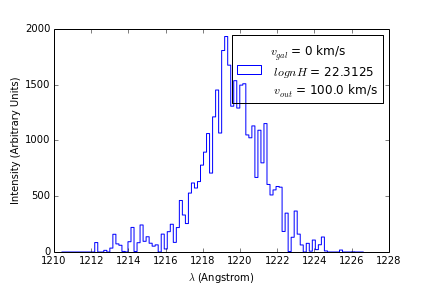 2000
1500
1000
500
0
1210 1212 1214 1216 1218 1220 1222 1224 1226 1228
Intensity (Arbitrary Units)
λ (Angstrom)
v_gal = 0 km/s
lognH = 22.3125
v_out = 100.0 km/s